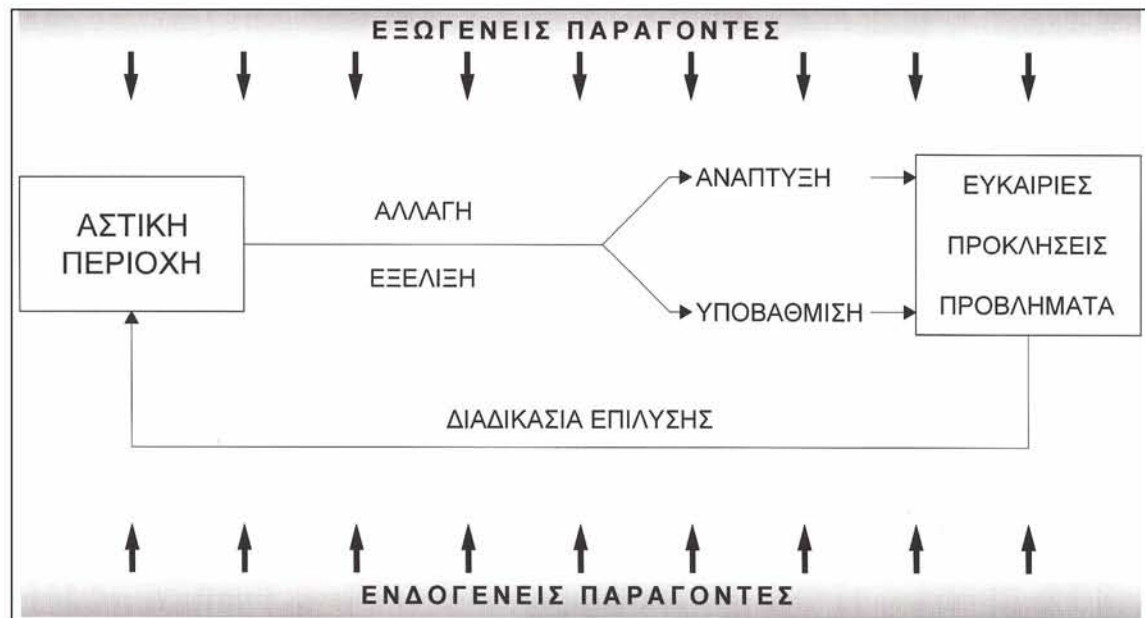 ΕΞΩΓΕΝΕΙΣ ΠΑΡΑΓΟΝΤΕΣ
ΑΣΤΙΚΗ
ΠΕΡΙΟΧΗ
ΑΛΛΑΓΗ
ΕΞΕΛΙΞΗ
ΑΝΑΠΤΥΞΗ
ΥΠΟΒΑΘΜΙΣΗ
ΕΥΚΑΙΡΙΕΣ
ΠΡΟΚΛΗΣΕΙΣ
ΠΡΟΒΛΗΜΑΤΑ
ΔΙΑΔΙΚΑΣΙΑ ΕΠΙΛΥΣΗΣ
ΕΝΔΟΓΕΝΕΙΣ ΠΑΡΑΓΟΝΤΕΣ